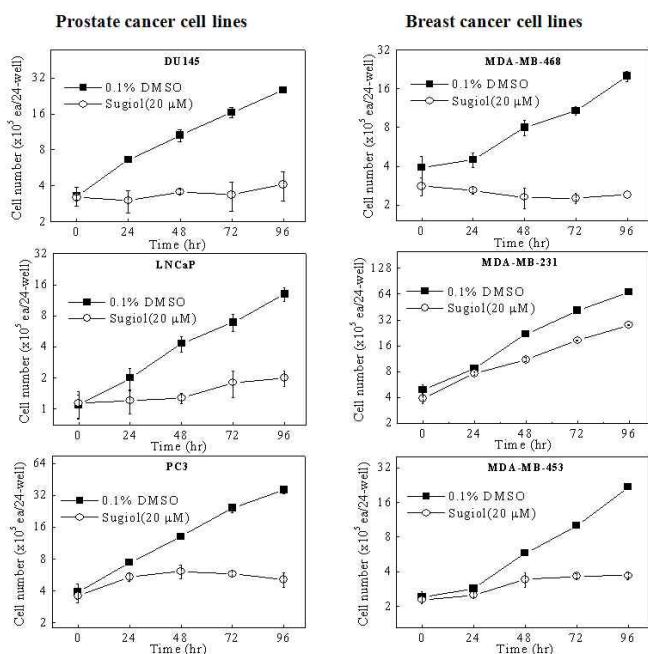 Prostate cancer cell lines
DU145
Cell number (x10⁵ ea/24-well)
32
16
8
4
2
0.1% DMSO
Sugiol(20 μM)
0 24 48 72 96
Time (hr)
LNCaP
Cell number (x10⁵ ea/24-well)
32
16
8
4
2
1
0.1% DMSO
Sugiol(20 μM)
0 24 48 72 96
Time (hr)
PC3
Cell number (x10⁵ ea/24-well)
64
32
16
8
4
2
0.1% DMSO
Sugiol(20 μM)
0 24 48 72 96
Time (hr)
Breast cancer cell lines
MDA-MB-468
Cell number (x10⁵ ea/24-well)
32
16
8
4
2
0.1% DMSO
Sugiol(20 μM)
0 24 48 72 96
Time (hr)
MDA-MB-231
Cell number (x10⁵ ea/24-well)
128
64
32
16
8
4
2
0.1% DMSO
Sugiol(20 μM)
0 24 48 72 96
Time (hr)
MDA-MB-453
Cell number (x10⁵ ea/24-well)
32
16
8
4
2
0.1% DMSO
Sugiol(20 μM)
0 24 48 72 96
Time (hr)